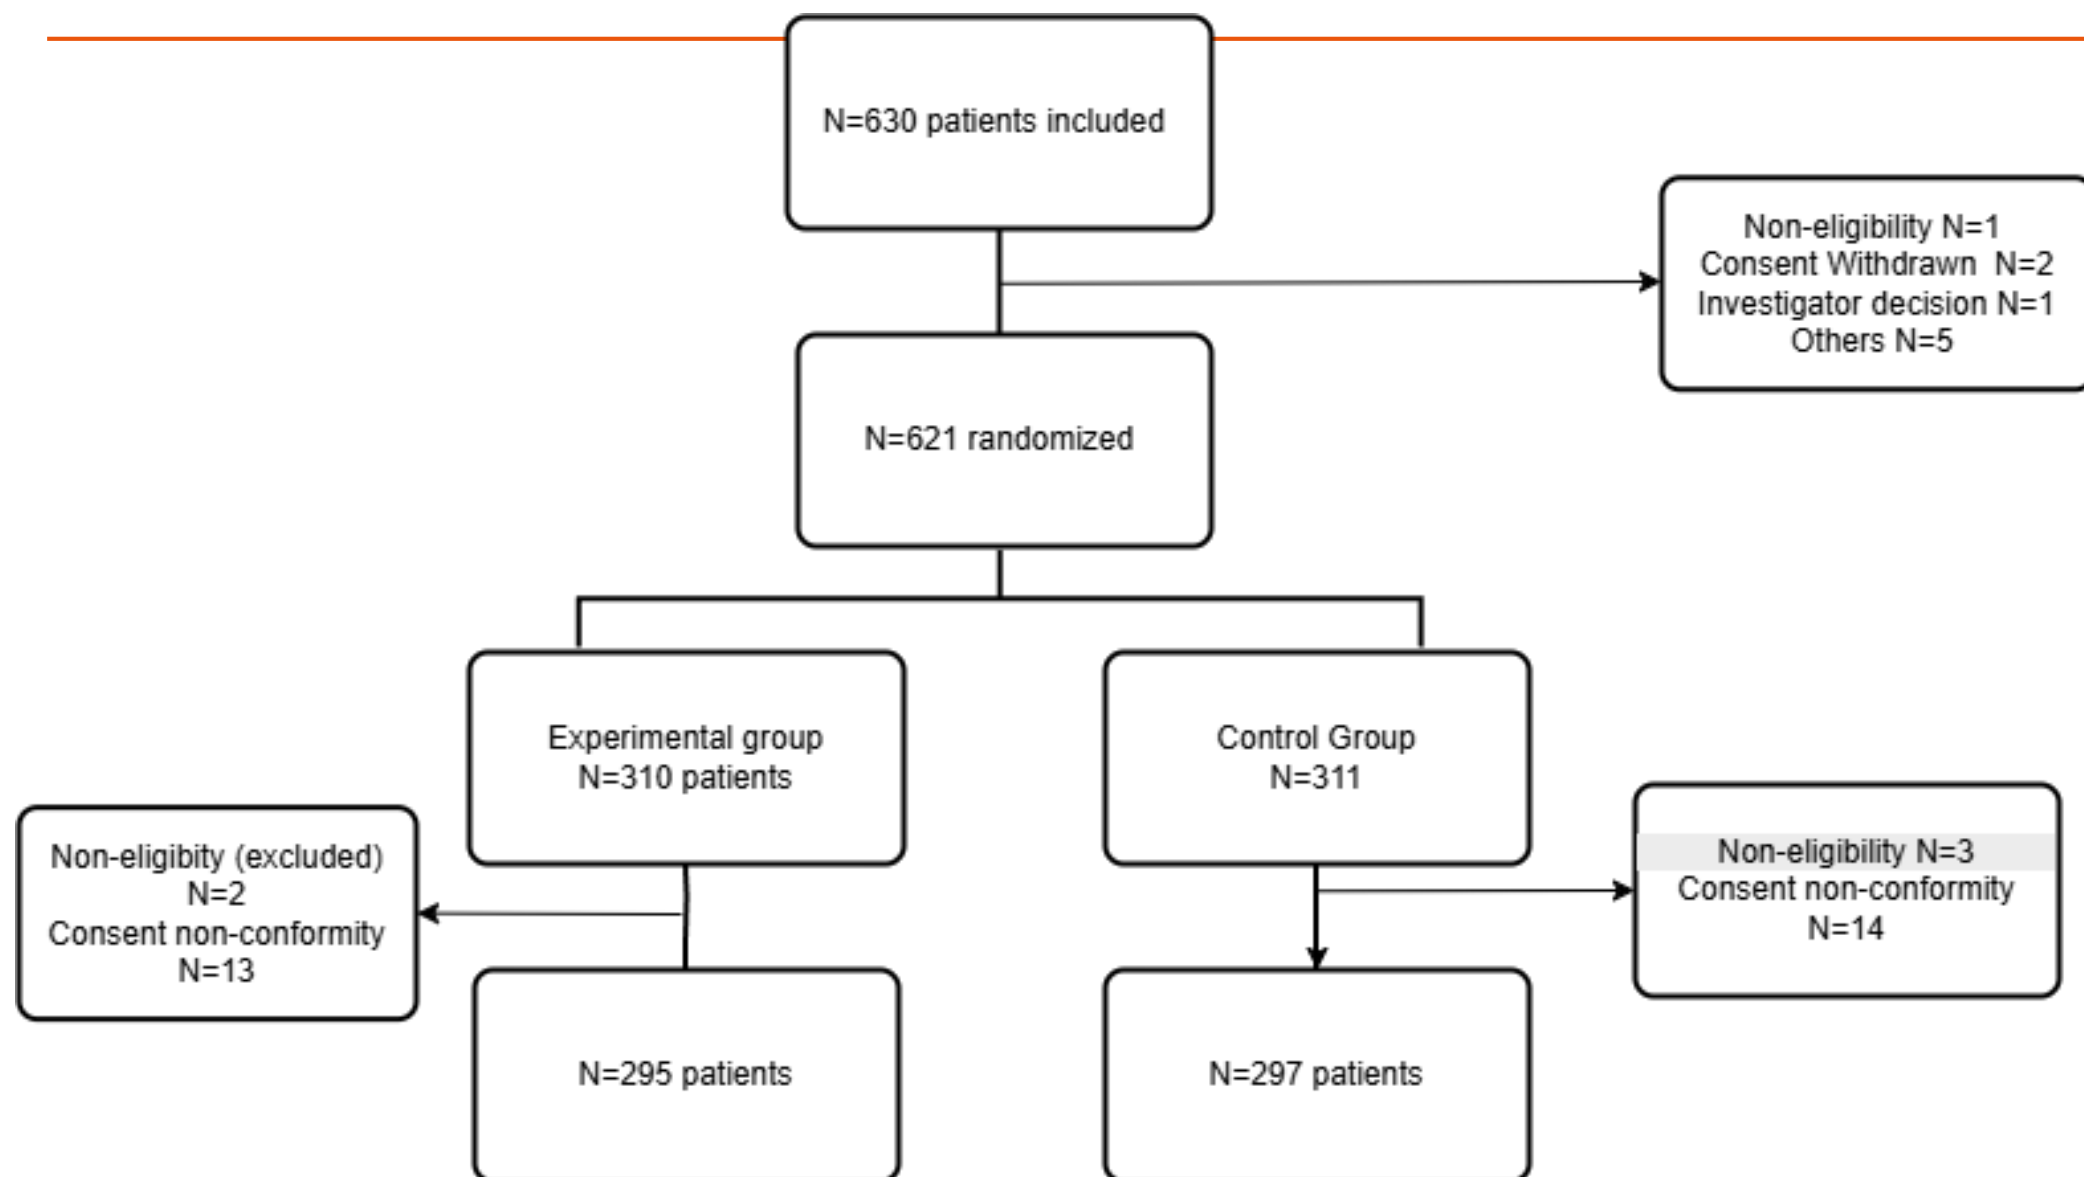 N=630 patients included
Non-eligibility N=1
Consent Withdrawn  N=2
Investigator decision N=1
Others N=5
N=621 randomized
Experimental group
N=310 patients
Control Group
N=311
Non-eligibity (excluded)
N=2
Consent non-conformity
N=13
Non-eligibility N=3
Consent non-conformity
N=14
N=295 patients
N=297 patients